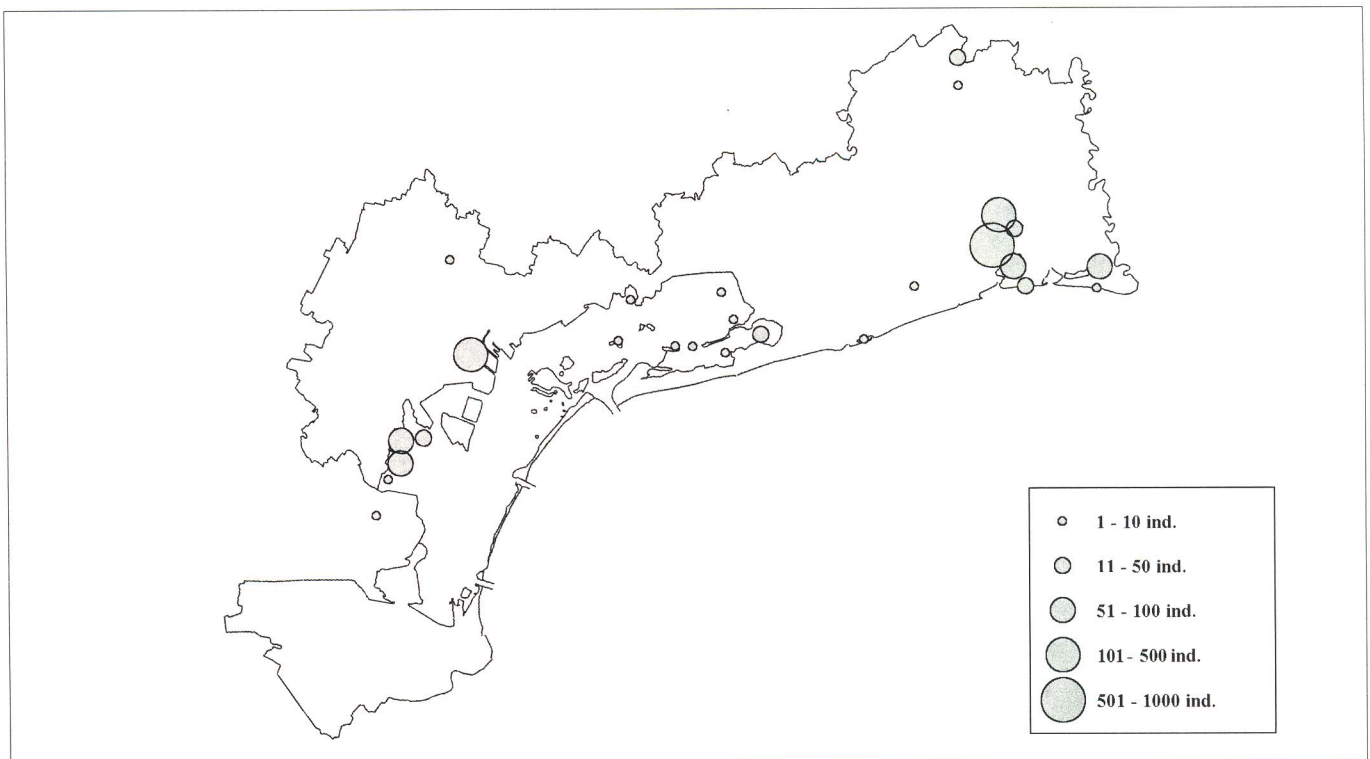 1 - 10 ind.
11 - 50 ind.
51 - 100 ind.
101 - 500 ind.
501 - 1000 ind.